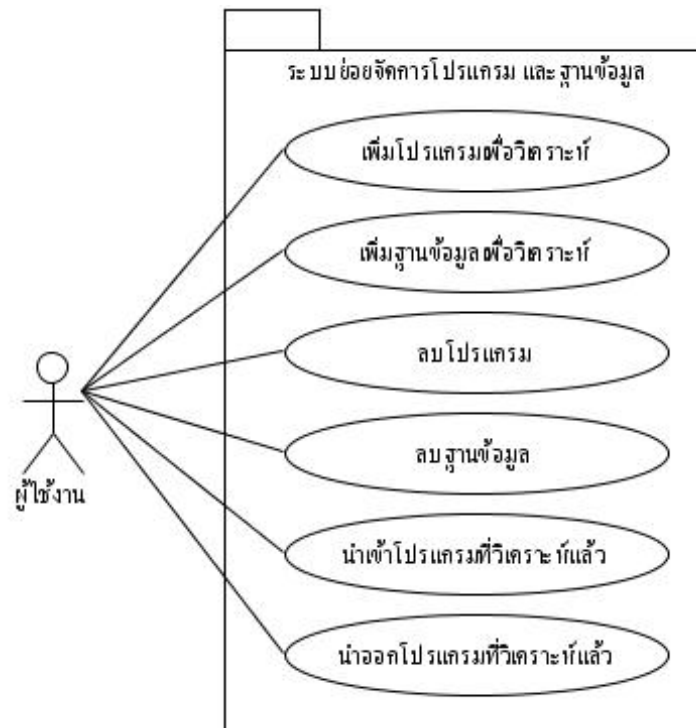 ระบบย่อยจัดการโปรแกรม และฐานข้อมูล
เพิ่มโปรแกรมเพื่อวิเคราะห์
เพิ่มฐานข้อมูลเพื่อวิเคราะห์
ลบโปรแกรม
ลบฐานข้อมูล
ผู้ใช้งาน
นำเข้าโปรแกรมที่วิเคราะห์แล้ว
นำออกโปรแกรมที่วิเคราะห์แล้ว